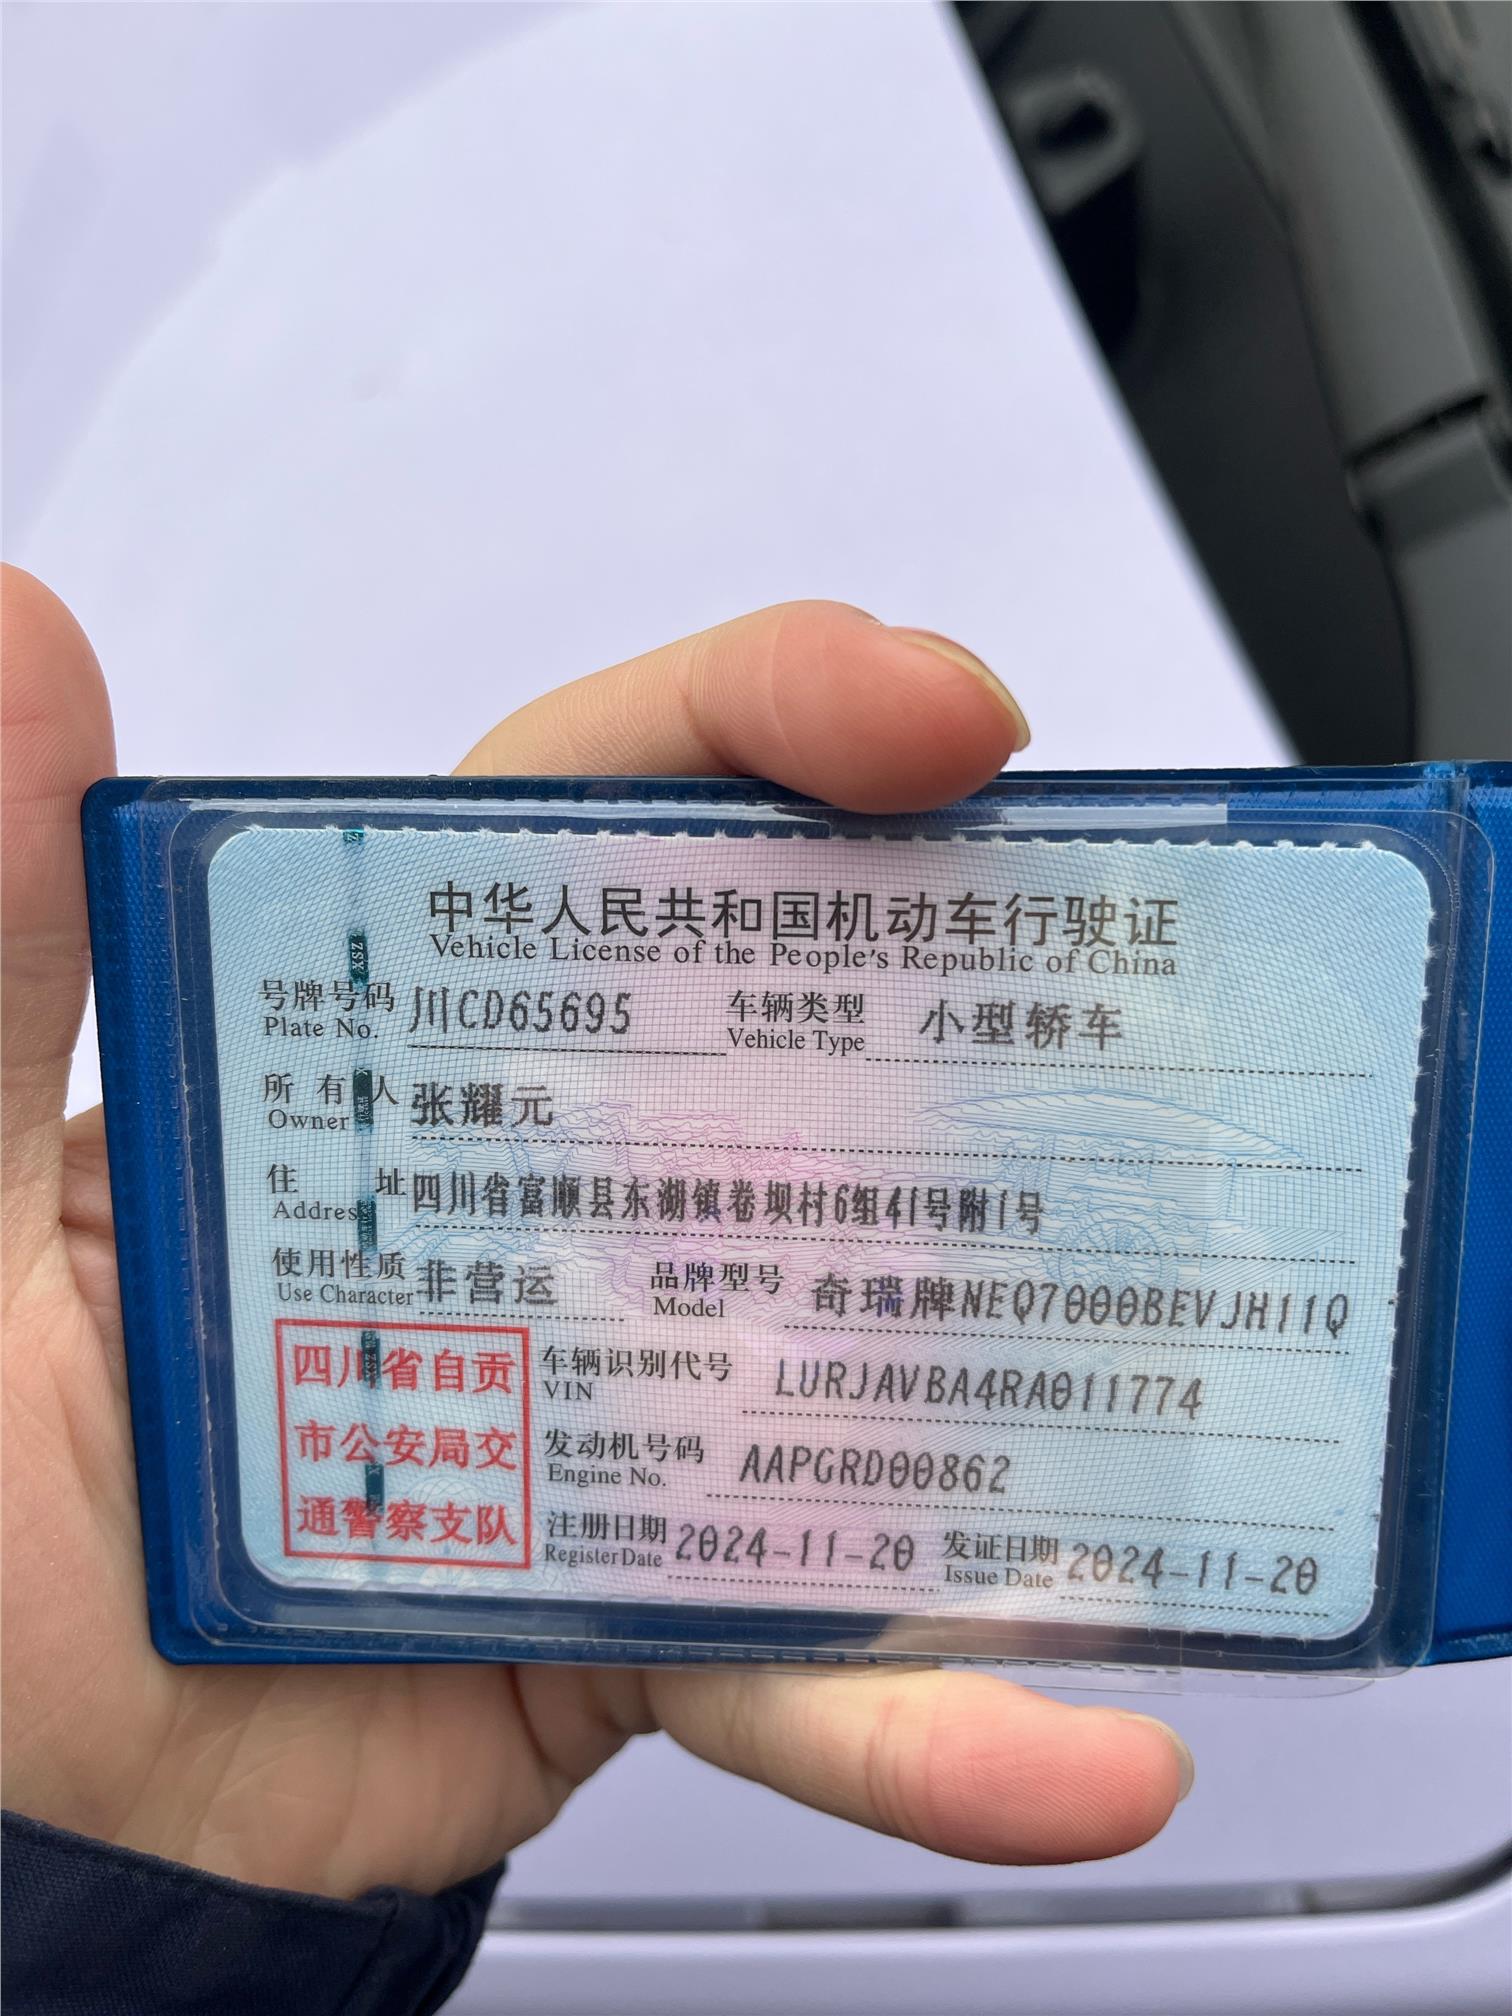 中华人民共和国机动车行驶证
Vehicle License of the People's Republic of China
号牌号码 川CD65695 车辆类型 小型轿车
Plate No. Vehicle Type
所有人 张耀元
Owner
住址 四川省富顺县东湖镇卷坝村6组41号附1号
Address
使用性质 非营运 品牌型号 奇瑞牌NEQ7000BEVJH11Q
Use Character Model
四川省自贡
市公安局交
通警察支队
车辆识别代号 LURJAVBA4RA011774
VIN
发动机号码 AAPGRD00862
Engine No.
注册日期 2024-11-20 发证日期 2024-11-20
Register Date Issue Date